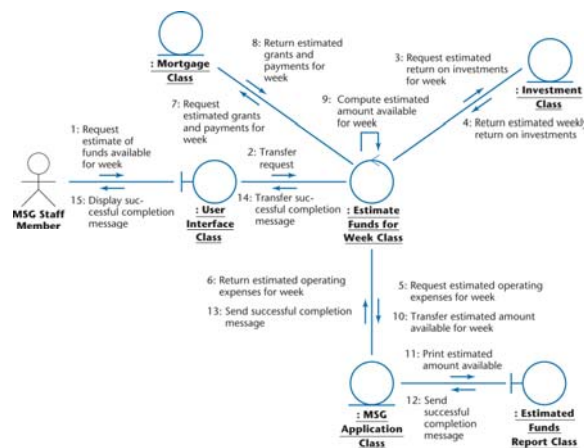 8: Return estimated
grants and
payments for
week
: Mortgage
Class
7: Request
estimated grants
and payments for
week
3: Request estimated
return on investments
for week
: Investment
Class
4: Return estimated weekly
return on investments
9: Compute estimated
amount available
for week
1: Request
estimate of
funds available
for week
2: Transfer
request
MSG Staff
Member
15: Display suc-
cessful completion
message
: User
Interface
Class
14: Transfer suc-
cessful completion
message
: Estimate
Funds for
Week Class
6: Return estimated operating
expenses for week
13: Send successful completion
message
5: Request estimated operating
expenses for week
10: Transfer estimated amount
available for week
11: Print estimated
amount available
: MSG
Application
Class
12: Send
successful
completion
message
: Estimated
Funds
Report Class